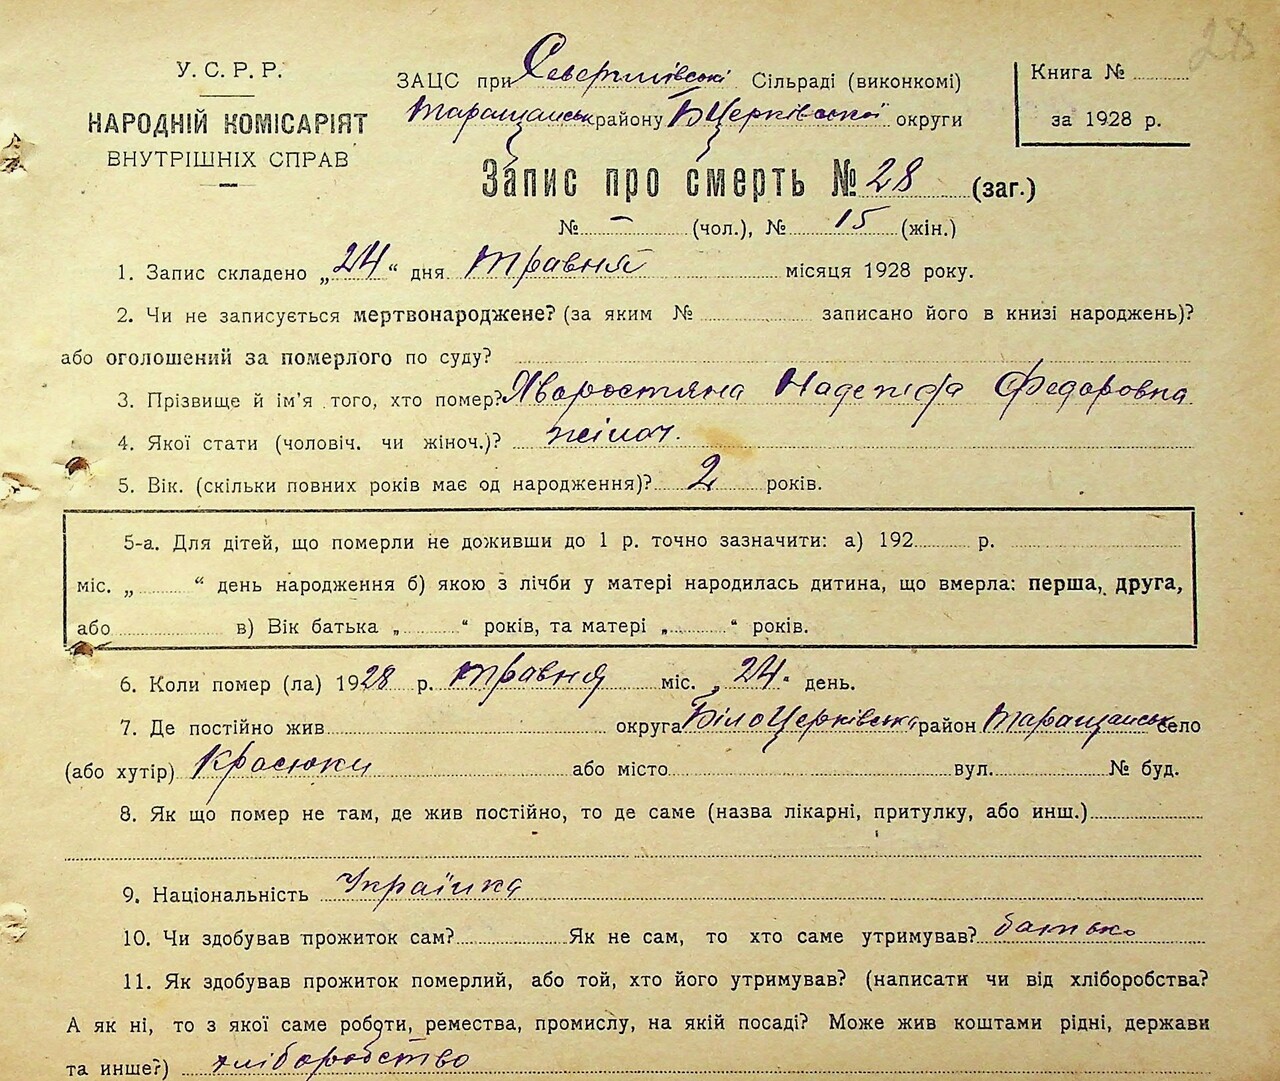 28
У. С. Р. Р.
НАРОДНІЙ КОМІСАРІЯТ
ВНУТРІШНІХ СПРАВ
ЗАЦС при Северинівські Сільраді (виконкомі)
Таращанськ району БЦерківської округи
Книга №
за 1928 р.
Запис про смерть № 28 (заг.)
№ – (чол.), № 15 (жін.)
1. Запис складено „24“ дня травня місяця 1928 року.
2. Чи не записується мертвонароджене? (за яким № записано його в книзі народжень)?
або оголошений за померлого по суду?
3. Прізвище й ім'я того, хто помер? Хворостяна Надежда Федоровна
4. Якої стати (чоловіч. чи жіноч.)? жіноч.
5. Вік. (скільки повних років має од народження)? 2 років.
5-а. Для дітей, що померли не доживши до 1 р. точно зазначити: а) 192 р.
міс. „ “ день народження б) якою з лічби у матері народилась дитина, що вмерла: перша, друга,
або в) Вік батька „ “ років, та матері „ “ років.
6. Коли помер (ла) 1928 р. травня міс. „24“ день.
7. Де постійно жив округа БілоЦерківська район Таращанськ село
(або хутір) Красюки або місто вул. № буд.
8. Як що помер не там, де жив постійно, то де саме (назва лікарні, притулку, або инш.)
9. Національність Українка
10. Чи здобував прожиток сам? Як не сам, то хто саме утримував? батько
11. Як здобував прожиток померлий, або той, хто його утримував? (написати чи від хліборобства?
А як ні, то з якої саме роботи, ремества, промислу, на якій посаді? Може жив коштами рідні, держави
та инше?) хліборобство